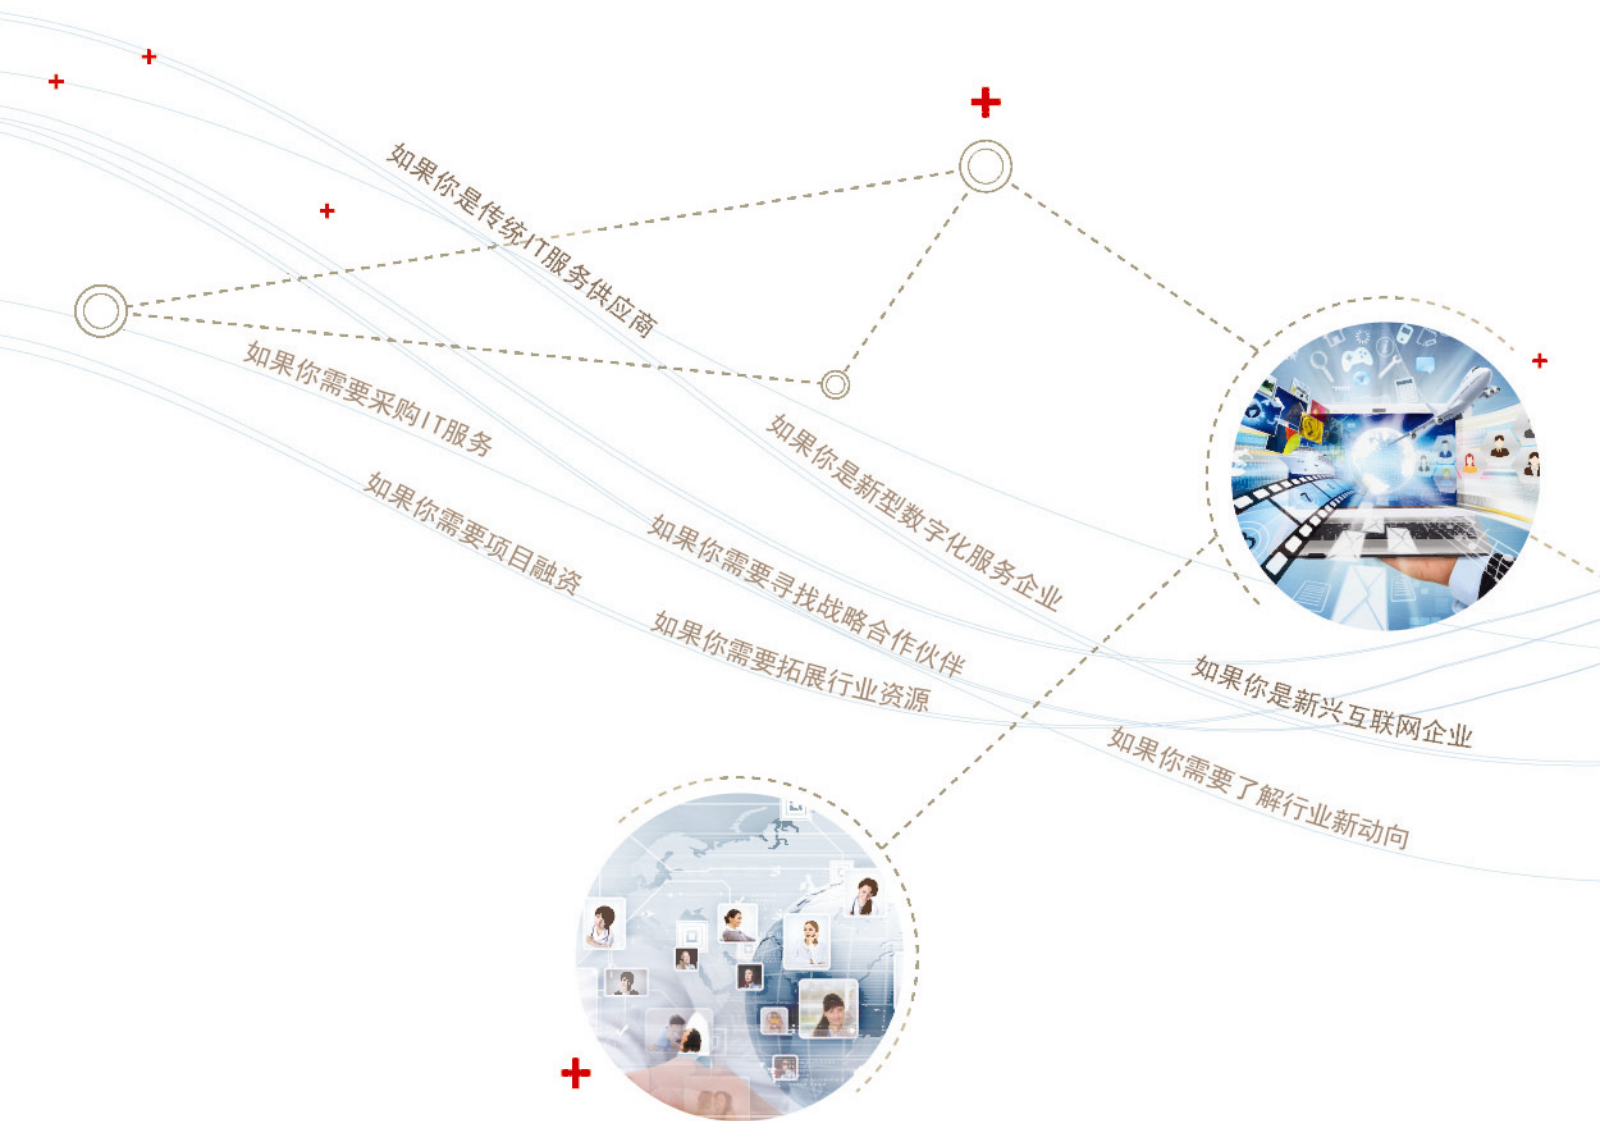 如果你是传统IT服务供应商
如果你需要采购IT服务
如果你是新型数字化服务企业
如果你需要项目融资
如果你需要寻找战略合作伙伴
如果你需要拓展行业资源
如果你是新兴互联网企业
如果你需要了解行业新动向